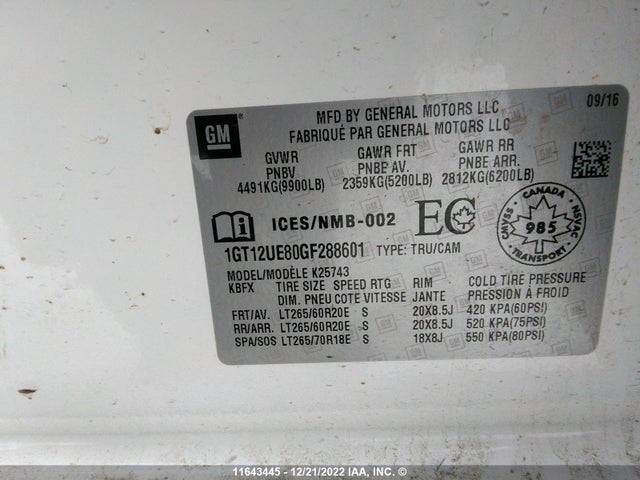 09/16
GM
MFD BY GENERAL MOTORS LLC
FABRIQUÉ PAR GENERAL MOTORS LLC
GVWR GAWR FRT GAWR RR
PNBV PNBE AV. PNBE ARR.
4491KG(9900LB) 2359KG(5200LB) 2812KG(6200LB)
ICES/NMB-002 EC
CANADA
CMVSS 985 NSVAC
TRANSPORT
1GT12UE80GF288601 TYPE: TRU/CAM
MODEL/MODÈLE K25743
KBFX TIRE SIZE SPEED RTG RIM COLD TIRE PRESSURE
DIM. PNEU COTE VITESSE JANTE PRESSION À FROID
FRT/AV. LT265/60R20E S 20X8.5J 420 KPA(60PSI)
RR/ARR. LT265/60R20E S 20X8.5J 520 KPA(75PSI)
SPA/SOS LT265/70R18E S 18X8J 550 KPA(80PSI)
11643445 - 12/21/2022 IAA, INC. ©